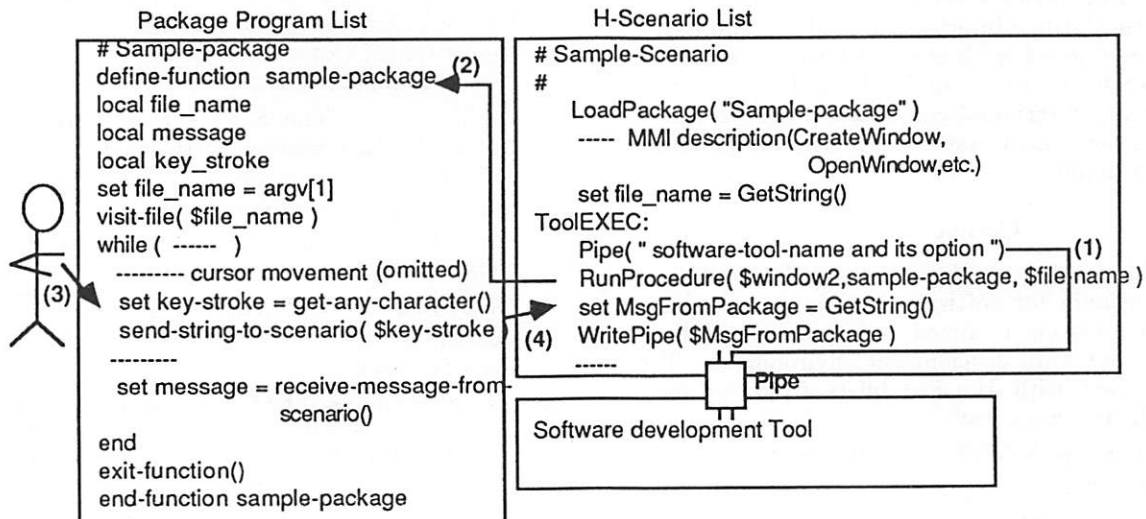 Package Program List
# Sample-package
define-function sample-package
local file_name
local message
local key_stroke
set file_name = argv[1]
visit-file( $file_name )
while ( ------ )
--------- cursor movement (omitted)
set key-stroke = get-any-character()
send-string-to-scenario( $key-stroke )
---------
set message = receive-message-from-
scenario()
end
exit-function()
end-function sample-package
(3)
(2)
(4)
H-Scenario List
# Sample-Scenario
#
LoadPackage( "Sample-package" )
----- MMI description(CreateWindow,
OpenWindow,etc.)
set file_name = GetString()
ToolEXEC:
Pipe( " software-tool-name and its option ")
(1)
RunProcedure( $window2,sample-package, $file-name )
set MsgFromPackage = GetString()
WritePipe( $MsgFromPackage )
------
Pipe
Software development Tool